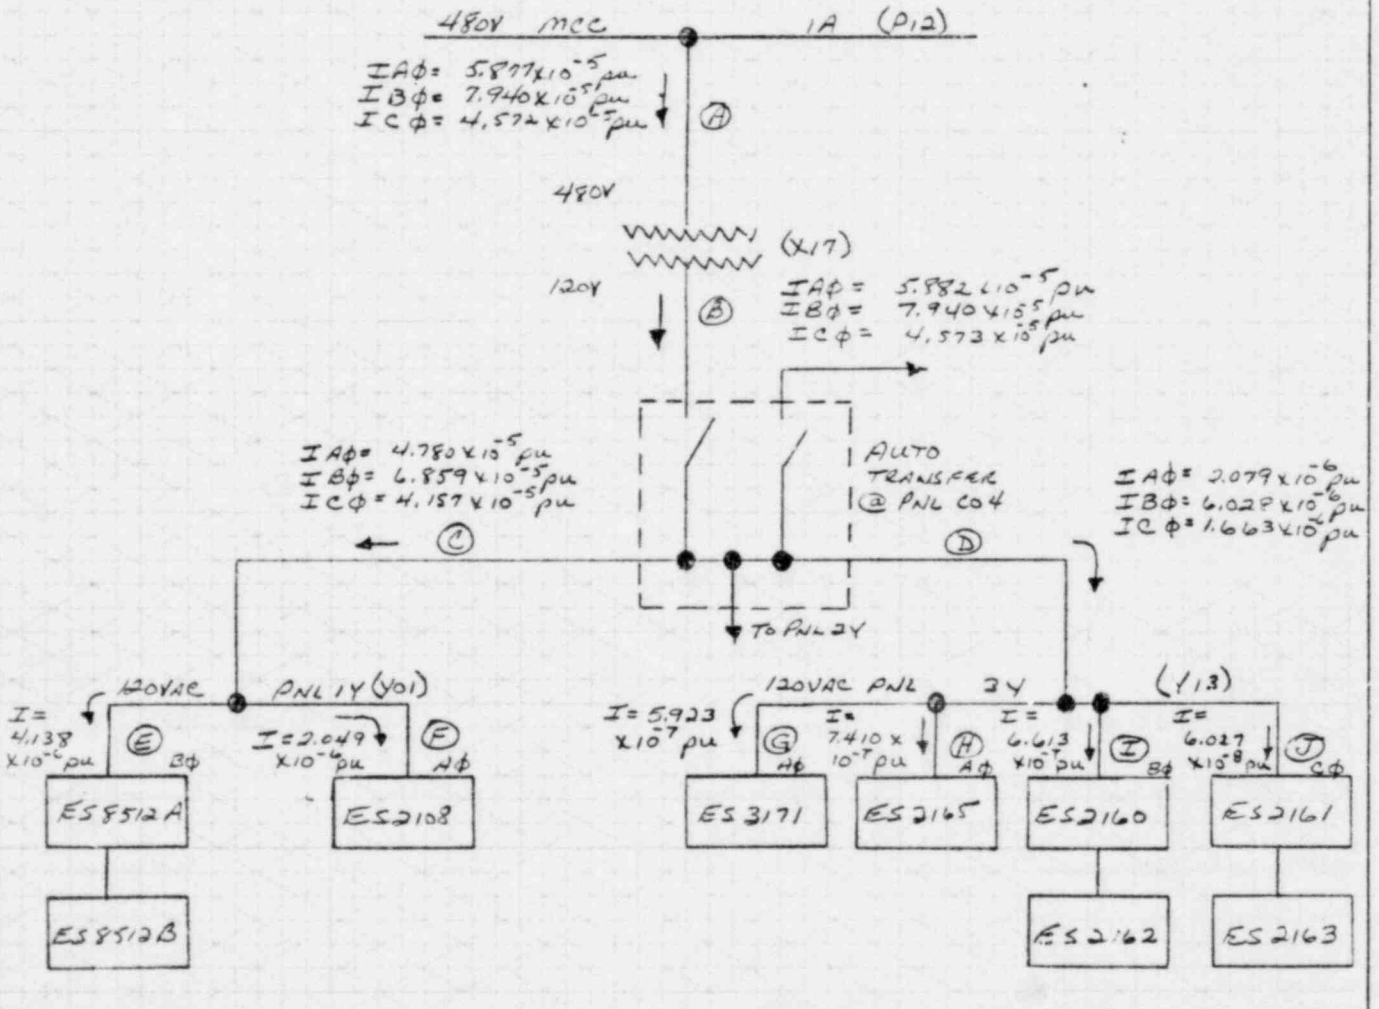 480V MCC 1A (P12)
IAφ= 5.877x10⁻⁵pu
IBφ= 7.940x10⁻⁵pu
ICφ= 4.572x10⁻⁵pu
A
480V
(X17)
120V
B
IAφ= 5.882x10⁻⁵pu
IBφ= 7.940x10⁻⁵pu
ICφ= 4.573x10⁻⁵pu
IAφ= 4.780x10⁻⁵pu
IBφ= 6.859x10⁻⁵pu
ICφ= 4.157x10⁻⁵pu
AUTO
TRANSFER
@ PNL C04
IAφ= 2.079x10⁻⁶pu
IBφ= 6.028x10⁻⁶pu
ICφ= 1.663x10⁻⁶pu
C
D
TO PNL 2Y
120VAC PNL 1Y (Y01)
120VAC PNL 3Y (Y13)
I=
4.138
x10⁻⁶pu
E
Bφ
I=2.049
x10⁻⁶pu
F
Aφ
I=5.923
x10⁻⁷pu
G
Aφ
I=
7.410x
10⁻⁷pu
H
Aφ
I=
6.613
x10⁻⁷pu
I
Bφ
I=
6.027
x10⁻⁸pu
J
Cφ
ES8512A
ES2108
ES3171
ES2165
ES2160
ES2161
ES8512B
ES2162
ES2163